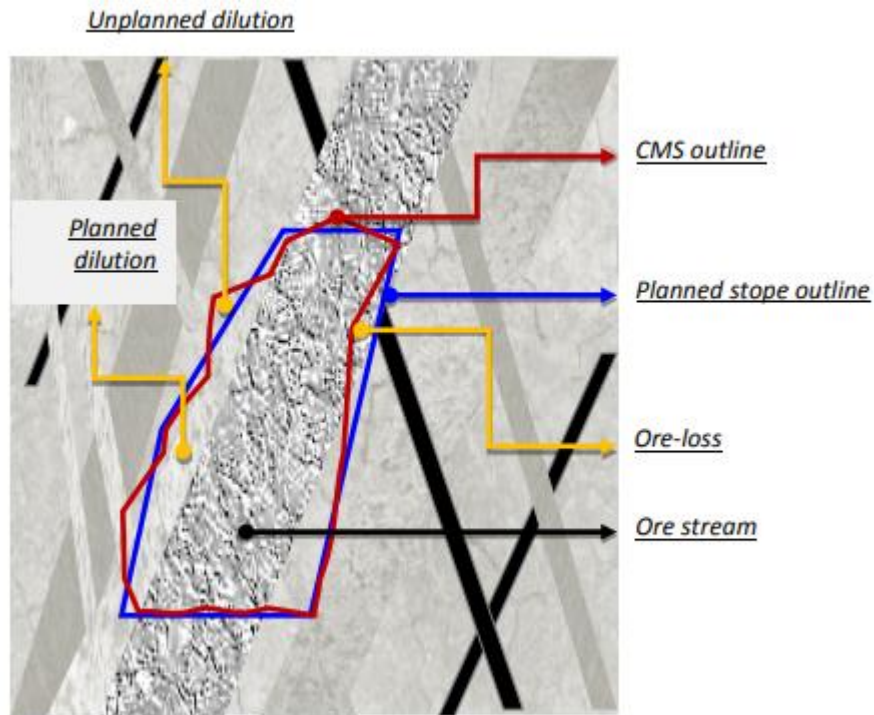 Unplanned dilution
CMS outline
Planned
dilution
Planned stope outline
Ore-loss
Ore stream